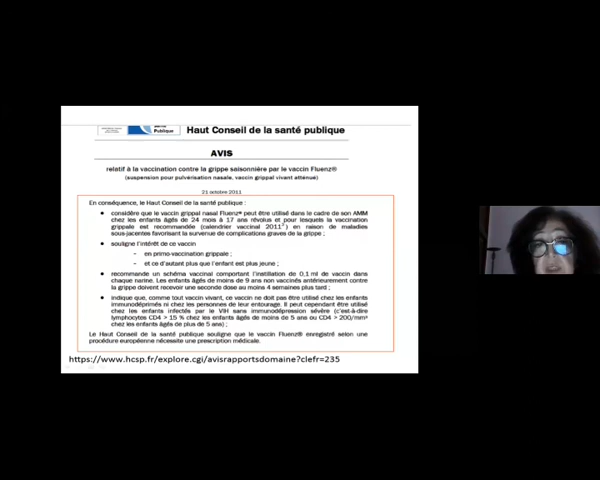 Publique
Haut Conseil de la santé publique
AVIS
relatif à la vaccination contre la grippe saisonnière par le vaccin Fluenz®
(suspension pour pulvérisation nasale, vaccin grippal vivant atténué)
21 octobre 2011
En conséquence, le Haut Conseil de la santé publique :
● considère que le vaccin grippal nasal Fluenz® peut être utilisé dans le cadre de son AMM
chez les enfants âgés de 24 mois à 17 ans révolus et pour lesquels la vaccination
grippale est recommandée (calendrier vaccinal 2011²) en raison de maladies
sous-jacentes favorisant la survenue de complications graves de la grippe ;
● souligne l'intérêt de ce vaccin
– en primo-vaccination grippale ;
– et ce d'autant plus que l'enfant est plus jeune ;
● recommande un schéma vaccinal comportant l'instillation de 0,1 ml de vaccin dans
chaque narine. Les enfants âgés de moins de 9 ans non vaccinés antérieurement contre
la grippe doivent recevoir une seconde dose au moins 4 semaines plus tard ;
● indique que, comme tout vaccin vivant, ce vaccin ne doit pas être utilisé chez les enfants
immunodéprimés ni chez les personnes de leur entourage. Il peut cependant être utilisé
chez les enfants infectés par le VIH sans immunodépression sévère (c'est-à-dire
lymphocytes CD4 > 15 % chez les enfants âgés de moins de 5 ans ou CD4 > 200/mm³
chez les enfants âgés de plus de 5 ans) ;
Le Haut Conseil de la santé publique souligne que le vaccin Fluenz® enregistré selon une
procédure européenne nécessite une prescription médicale.
https://www.hcsp.fr/explore.cgi/avisrapportsdomaine?clefr=235